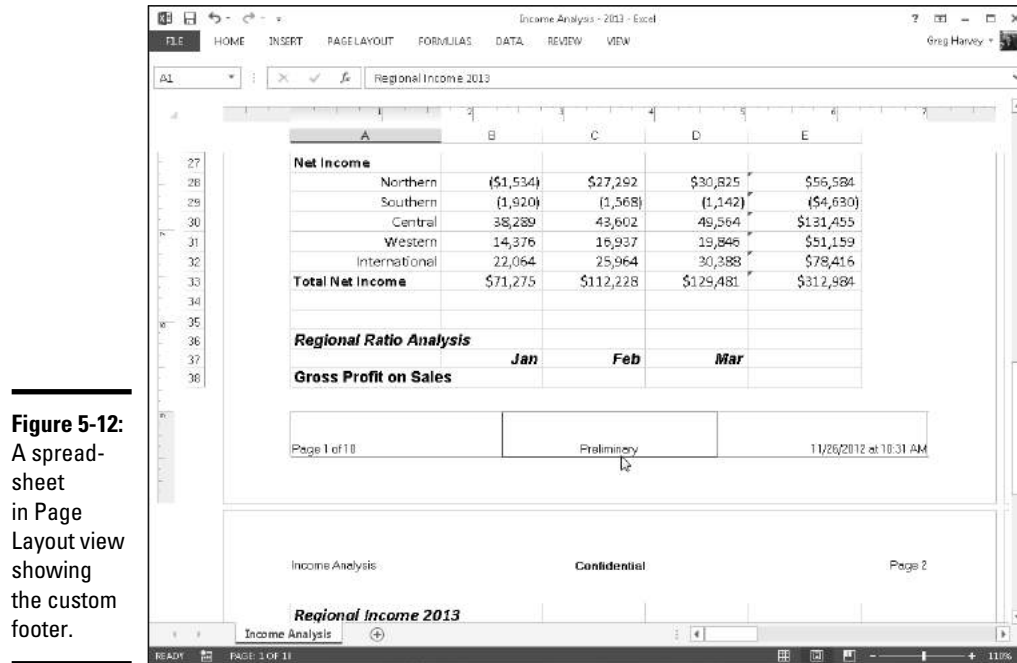 Income Analysis - 2013 - Excel
FILE HOME INSERT PAGE LAYOUT FORMULAS DATA REVIEW VIEW Greg Harvey
A1 Regional Income 2013
1 2 3 4 5 6 7
A B C D E
27 Net Income
28 Northern ($1,534) $27,292 $30,825 $56,584
29 Southern (1,920) (1,568) (1,142) ($4,630)
30 Central 38,289 43,602 49,564 $131,455
31 Western 14,376 16,937 19,846 $51,159
32 International 22,064 25,964 30,388 $78,416
33 Total Net Income $71,275 $112,228 $129,481 $312,984
34
35
36 Regional Ratio Analysis
37 Jan Feb Mar
38 Gross Profit on Sales
Page 1 of 10 Preliminary 11/26/2012 at 10:31 AM
Income Analysis Confidential Page 2
Regional Income 2013
Income Analysis
READY PAGE: 1 OF 11 110%
Figure 5-12:
A spread-
sheet
in Page
Layout view
showing
the custom
footer.